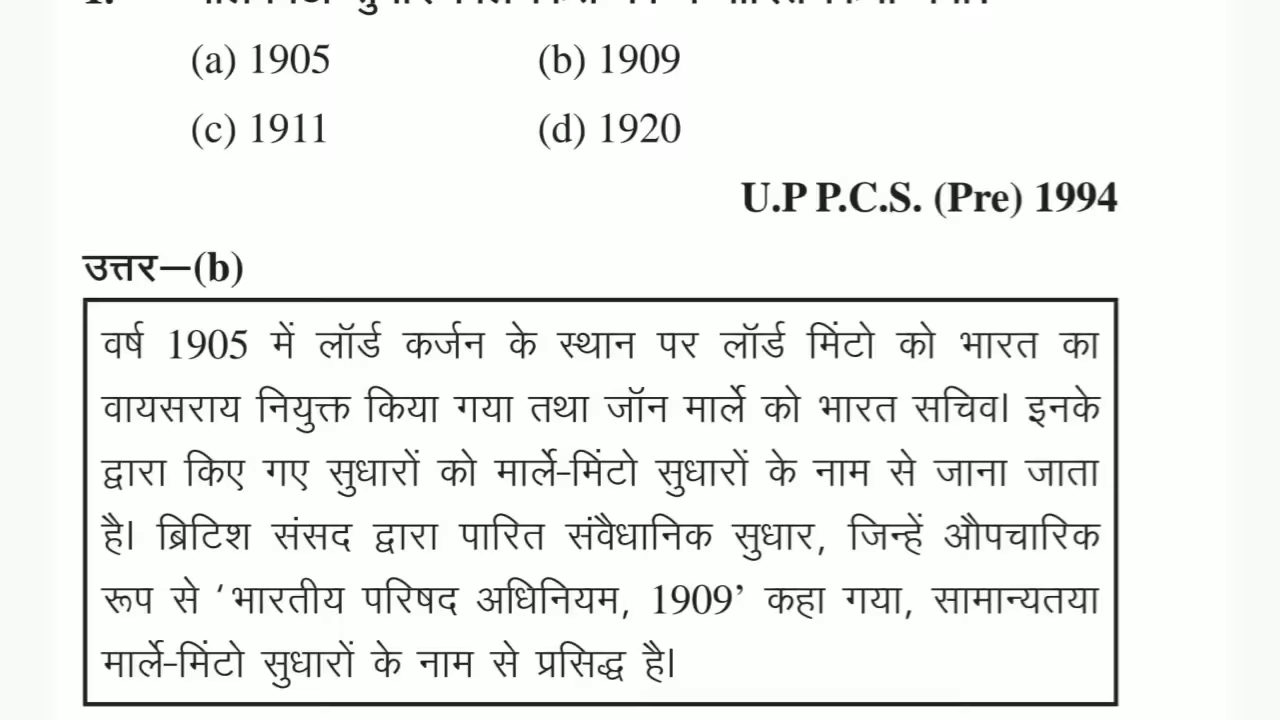 (a) 1905 (b) 1909
(c) 1911 (d) 1920
U.P P.C.S. (Pre) 1994
उत्तर—(b)
वर्ष 1905 में लॉर्ड कर्जन के स्थान पर लॉर्ड मिंटो को भारत का
वायसराय नियुक्त किया गया तथा जॉन मार्ले को भारत सचिव। इनके
द्वारा किए गए सुधारों को मार्ले-मिंटो सुधारों के नाम से जाना जाता
है। ब्रिटिश संसद द्वारा पारित संवैधानिक सुधार, जिन्हें औपचारिक
रूप से ‘भारतीय परिषद अधिनियम, 1909’ कहा गया, सामान्यतया
मार्ले-मिंटो सुधारों के नाम से प्रसिद्ध है।